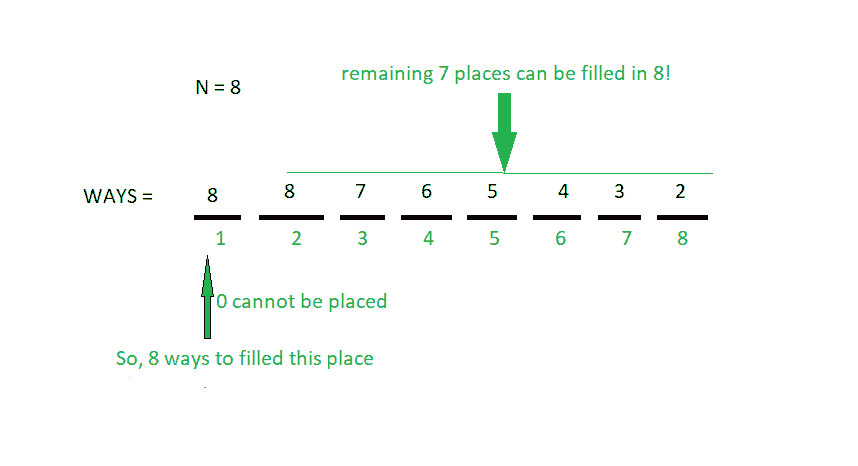 remaining 7 places can be filled in 8!
N = 8
WAYS = 8 8 7 6 5 4 3 2
1 2 3 4 5 6 7 8
0 cannot be placed
So, 8 ways to filled this place